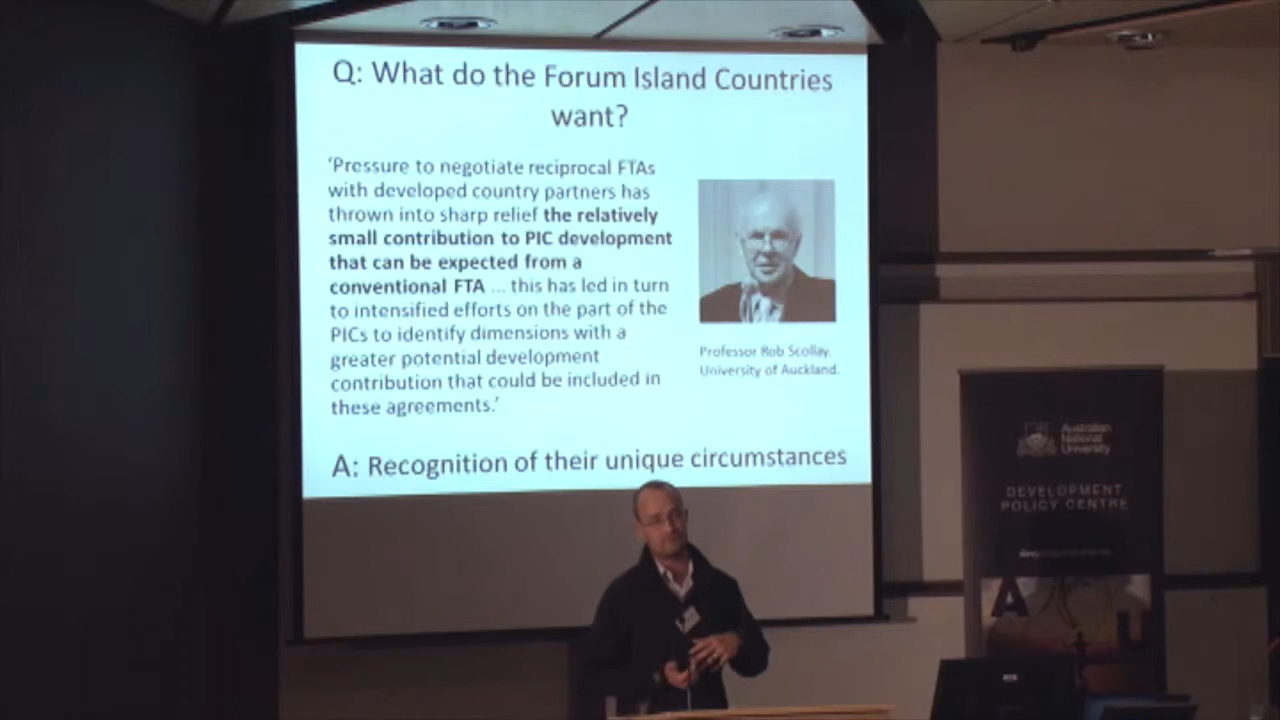 Q: What do the Forum Island Countries
want?
‘Pressure to negotiate reciprocal FTAs
with developed country partners has
thrown into sharp relief the relatively
small contribution to PIC development
that can be expected from a
conventional FTA ... this has led in turn
to intensified efforts on the part of the
PICs to identify dimensions with a
greater potential development
contribution that could be included in
these agreements.’
Professor Rob Scollay.
University of Auckland.
A: Recognition of their unique circumstances
Australian
National
University
DEVELOPMENT
POLICY CENTRE
A
U